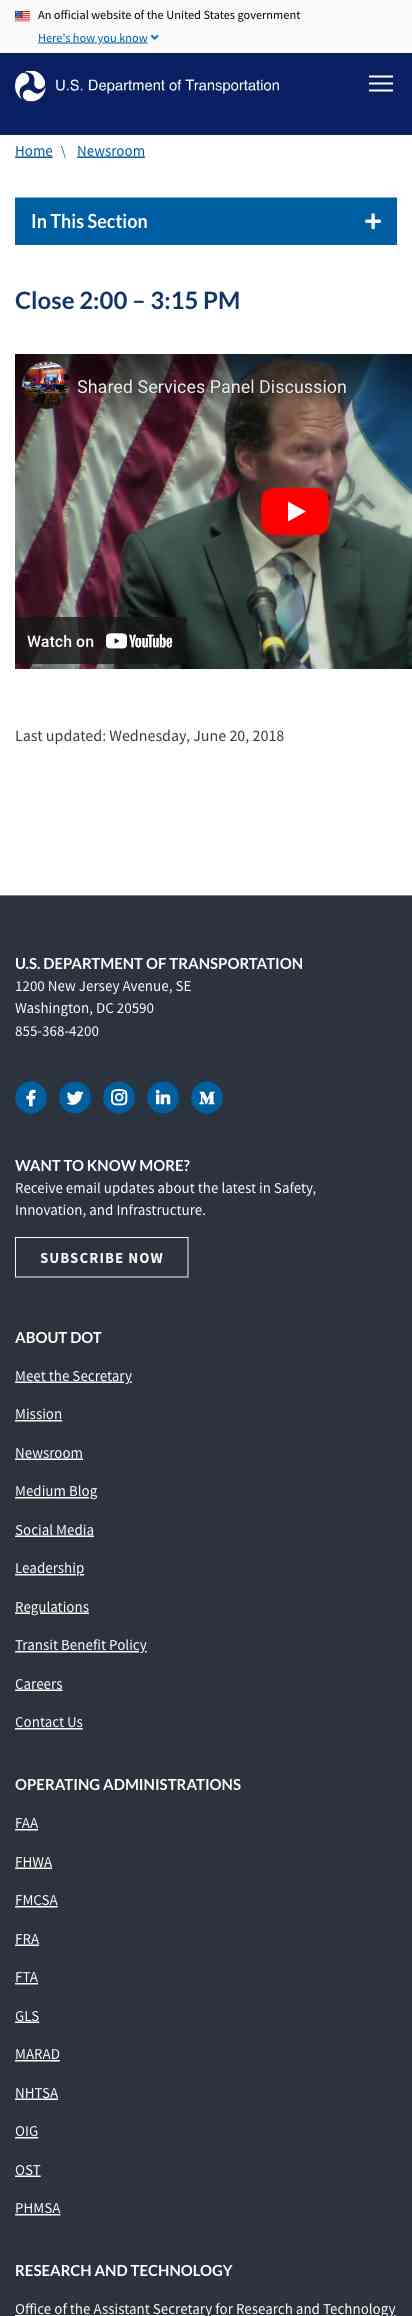 An official website of the United States government
Here's how you know
U.S. Department of Transportation
Home \ Newsroom
In This Section
Close 2:00 – 3:15 PM
Shared Services Panel Discussion
Watch on YouTube
Last updated: Wednesday, June 20, 2018
U.S. DEPARTMENT OF TRANSPORTATION
1200 New Jersey Avenue, SE
Washington, DC 20590
855-368-4200
WANT TO KNOW MORE?
Receive email updates about the latest in Safety,
Innovation, and Infrastructure.
SUBSCRIBE NOW
ABOUT DOT
Meet the Secretary
Mission
Newsroom
Medium Blog
Social Media
Leadership
Regulations
Transit Benefit Policy
Careers
Contact Us
OPERATING ADMINISTRATIONS
FAA
FHWA
FMCSA
FRA
FTA
GLS
MARAD
NHTSA
OIG
OST
PHMSA
RESEARCH AND TECHNOLOGY
Office of the Assistant Secretary for Research and Technology